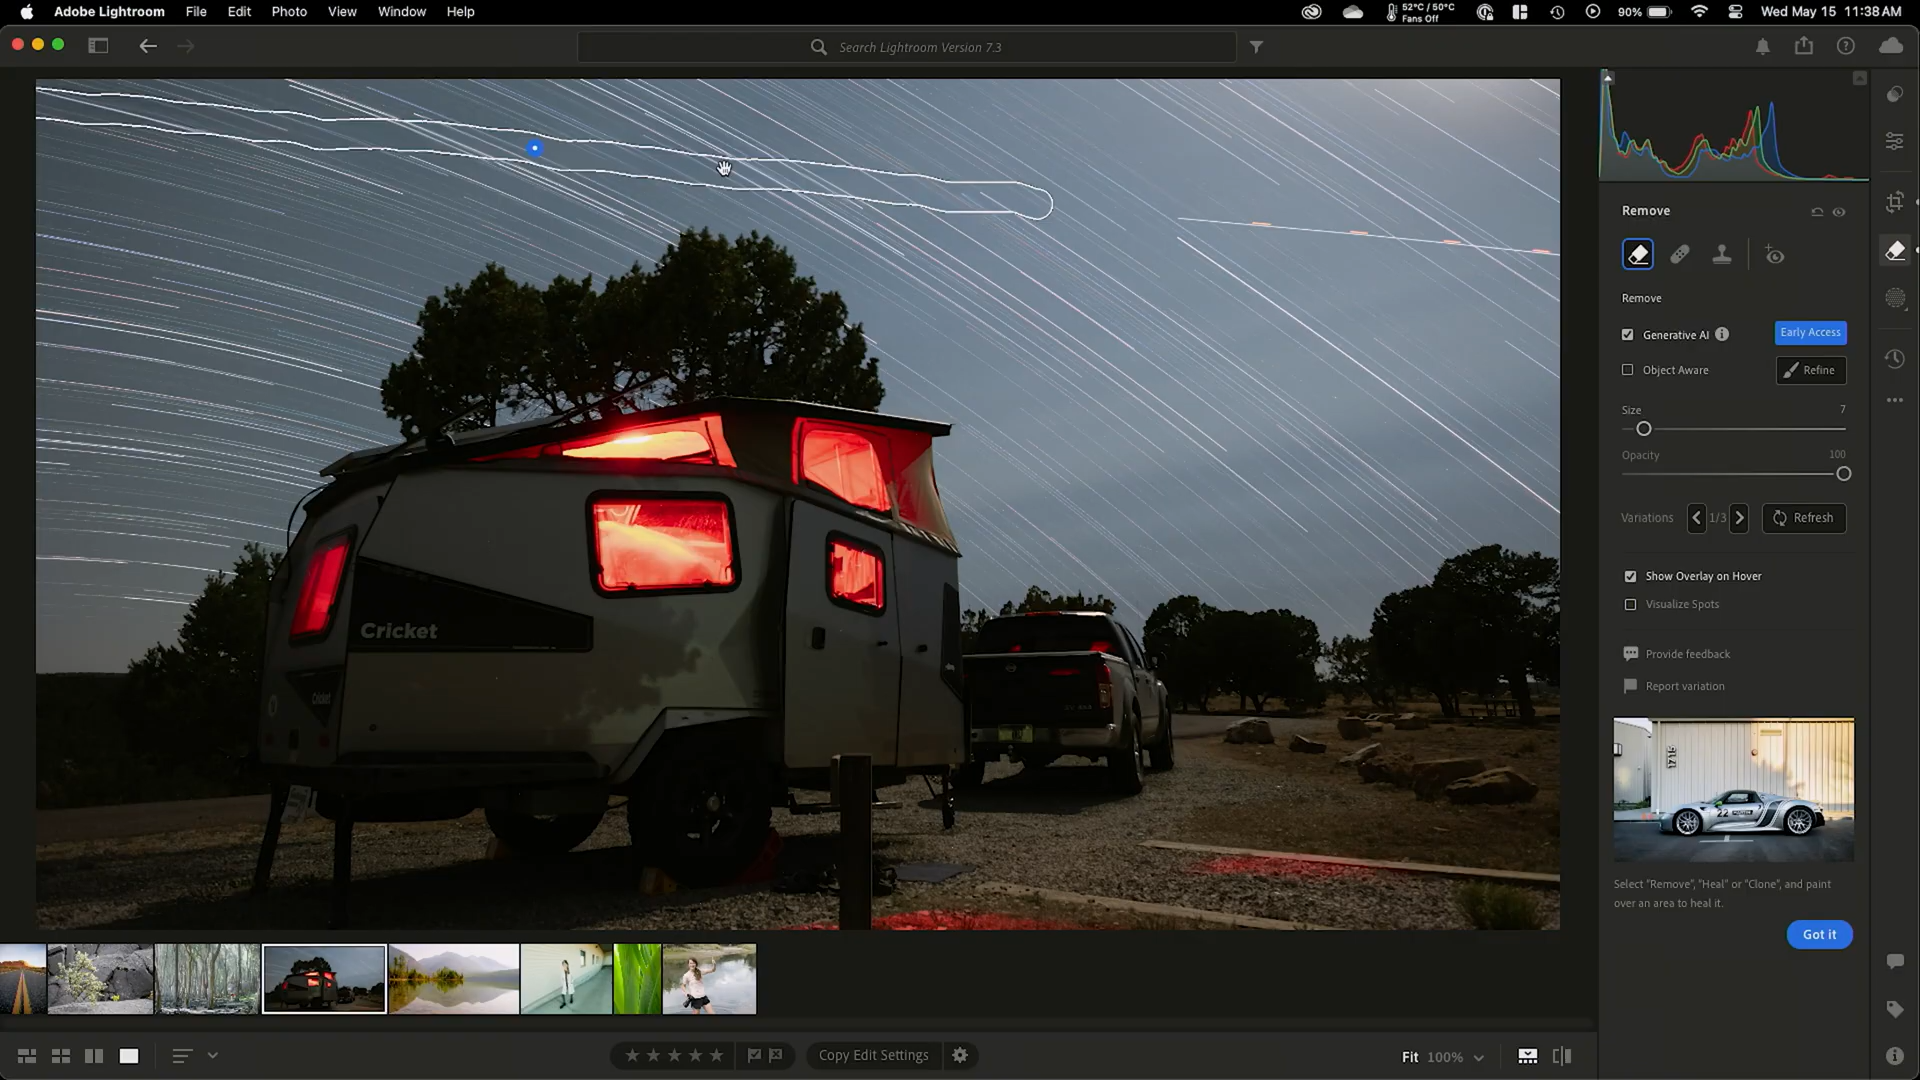 Adobe Lightroom File Edit Photo View Window Help
52°C / 50°C
Fans Off
90%
Wed May 15 11:38 AM
Search Lightroom Version 7.3
Remove
Remove
Generative AI
Early Access
Object Aware
Refine
Size 7
Opacity 100
Variations 1/3 Refresh
Show Overlay on Hover
Visualize Spots
Provide feedback
Report variation
Cricket
Cricket
1715
22
Select "Remove", "Heal" or "Clone", and paint
over an area to heal it.
Got it
Copy Edit Settings
Fit 100%